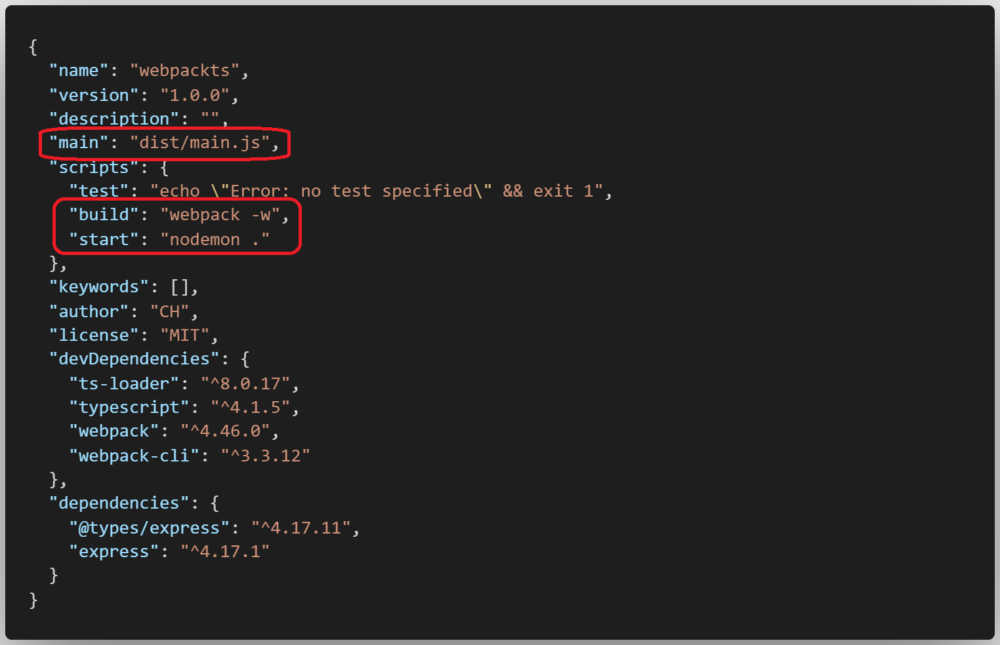 {
  "name": "webpackts",
  "version": "1.0.0",
  "description": "",
  "main": "dist/main.js",
  "scripts": {
    "test": "echo \"Error: no test specified\" && exit 1",
    "build": "webpack -w",
    "start": "nodemon ."
  },
  "keywords": [],
  "author": "CH",
  "license": "MIT",
  "devDependencies": {
    "ts-loader": "^8.0.17",
    "typescript": "^4.1.5",
    "webpack": "^4.46.0",
    "webpack-cli": "^3.3.12"
  },
  "dependencies": {
    "@types/express": "^4.17.11",
    "express": "^4.17.1"
  }
}